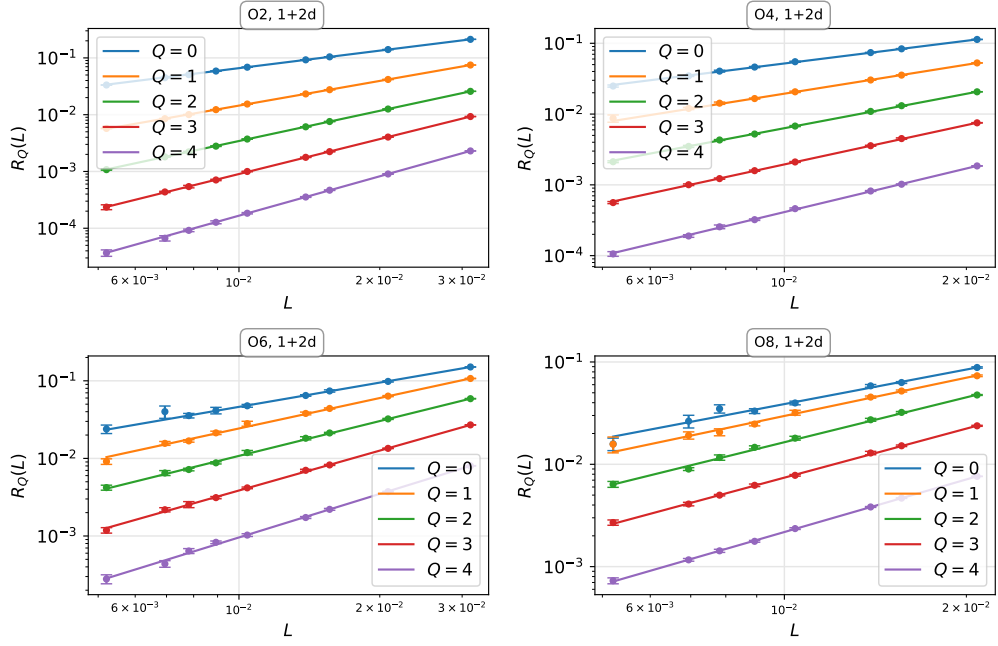 O2, 1+2d
R_Q(L)
10⁻¹
10⁻²
10⁻³
10⁻⁴
Q = 0
Q = 1
Q = 2
Q = 3
Q = 4
6 × 10⁻³
10⁻²
2 × 10⁻²
3 × 10⁻²
L
O4, 1+2d
R_Q(L)
10⁻¹
10⁻²
10⁻³
10⁻⁴
Q = 0
Q = 1
Q = 2
Q = 3
Q = 4
6 × 10⁻³
10⁻²
2 × 10⁻²
L
O6, 1+2d
R_Q(L)
10⁻¹
10⁻²
10⁻³
Q = 0
Q = 1
Q = 2
Q = 3
Q = 4
6 × 10⁻³
10⁻²
2 × 10⁻²
3 × 10⁻²
L
O8, 1+2d
R_Q(L)
10⁻¹
10⁻²
10⁻³
Q = 0
Q = 1
Q = 2
Q = 3
Q = 4
6 × 10⁻³
10⁻²
2 × 10⁻²
L